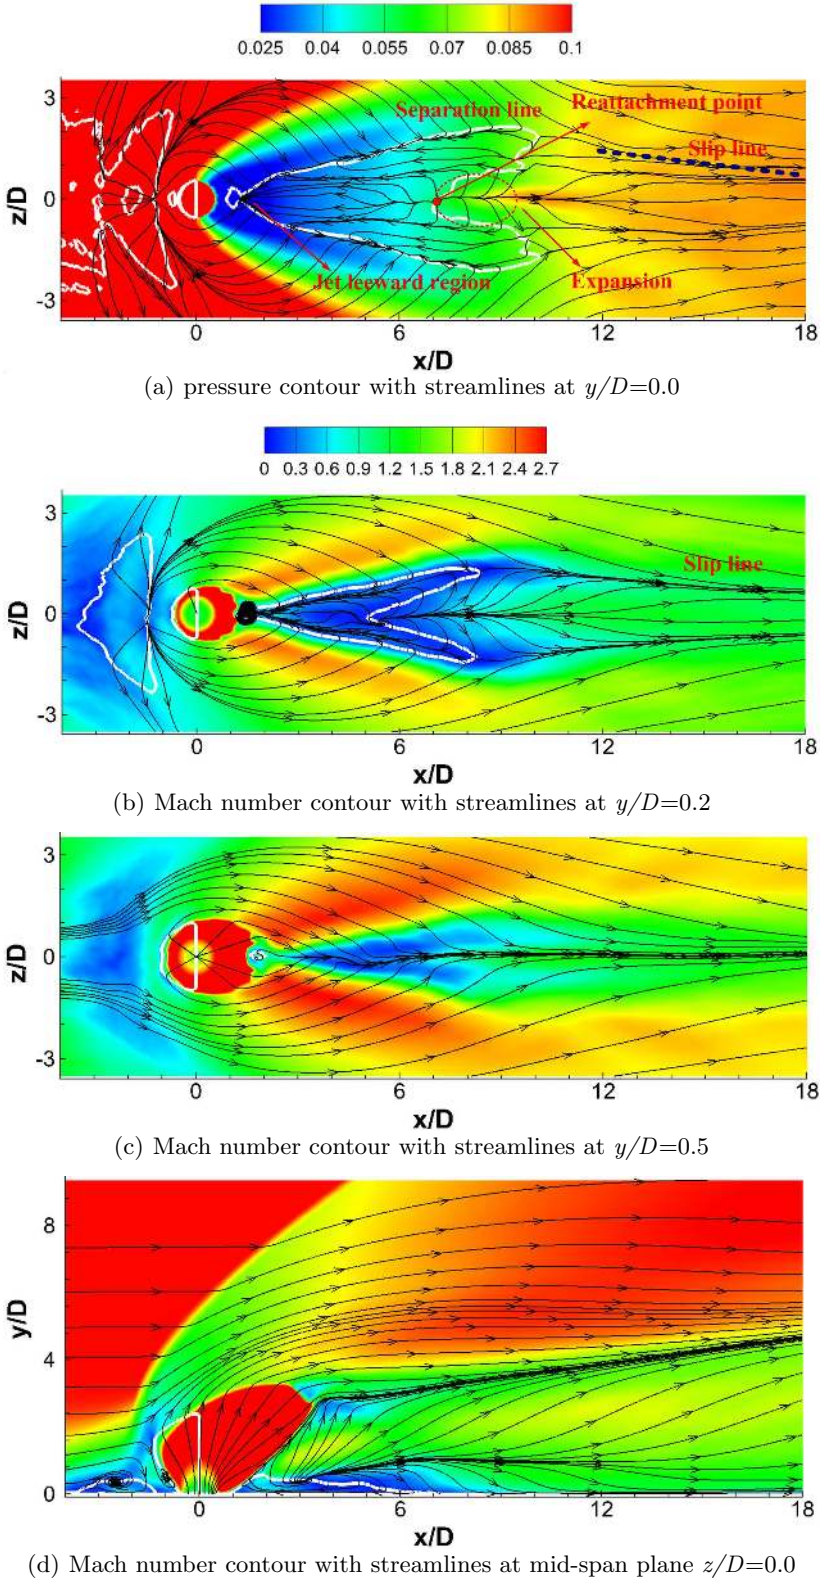 0.025 0.04 0.055 0.07 0.085 0.1
3
0
-3
z/D
Separation line
Reattachment point
Slip line
Jet leeward region
Expansion
0 6 12 18
x/D
(a) pressure contour with streamlines at y/D=0.0
0 0.3 0.6 0.9 1.2 1.5 1.8 2.1 2.4 2.7
3
0
-3
z/D
Slip line
0 6 12 18
x/D
(b) Mach number contour with streamlines at y/D=0.2
3
0
-3
z/D
0 6 12 18
x/D
(c) Mach number contour with streamlines at y/D=0.5
8
4
0
y/D
0 6 12 18
x/D
(d) Mach number contour with streamlines at mid-span plane z/D=0.0